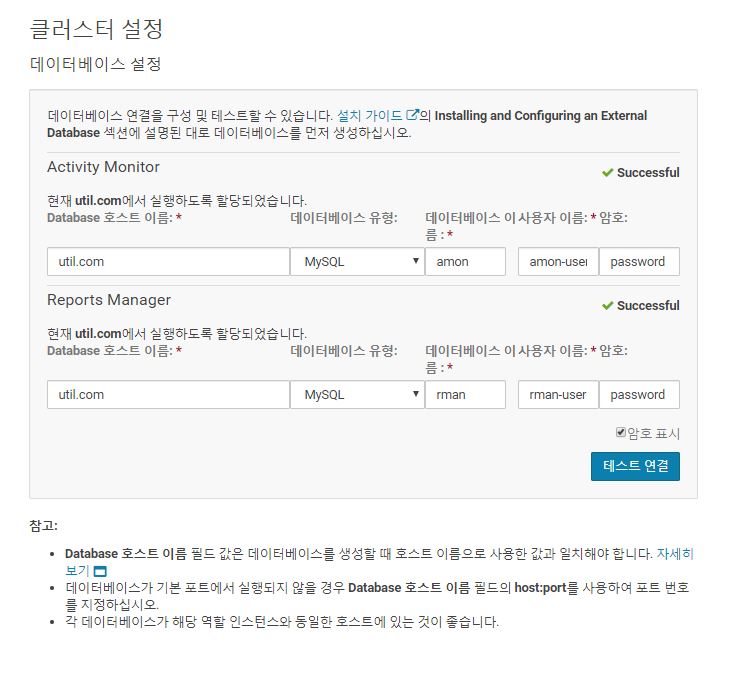 클러스터 설정
데이터베이스 설정
데이터베이스 연결을 구성 및 테스트할 수 있습니다. 설치 가이드의 Installing and Configuring an External
Database 섹션에 설명된 대로 데이터베이스를 먼저 생성하십시오.
Activity Monitor
Successful
현재 util.com에서 실행하도록 할당되었습니다.
Database 호스트 이름: * 데이터베이스 유형: 데이터베이스 이 사용자 이름: * 암호:
름 : *
util.com MySQL amon amon-user password
Reports Manager
Successful
현재 util.com에서 실행하도록 할당되었습니다.
Database 호스트 이름: * 데이터베이스 유형: 데이터베이스 이 사용자 이름: * 암호:
름 : *
util.com MySQL rman rman-user password
암호 표시
테스트 연결
참고:
• Database 호스트 이름 필드 값은 데이터베이스를 생성할 때 호스트 이름으로 사용한 값과 일치해야 합니다. 자세히
보기
• 데이터베이스가 기본 포트에서 실행되지 않을 경우 Database 호스트 이름 필드의 host:port를 사용하여 포트 번호
를 지정하십시오.
• 각 데이터베이스가 해당 역할 인스턴스와 동일한 호스트에 있는 것이 좋습니다.